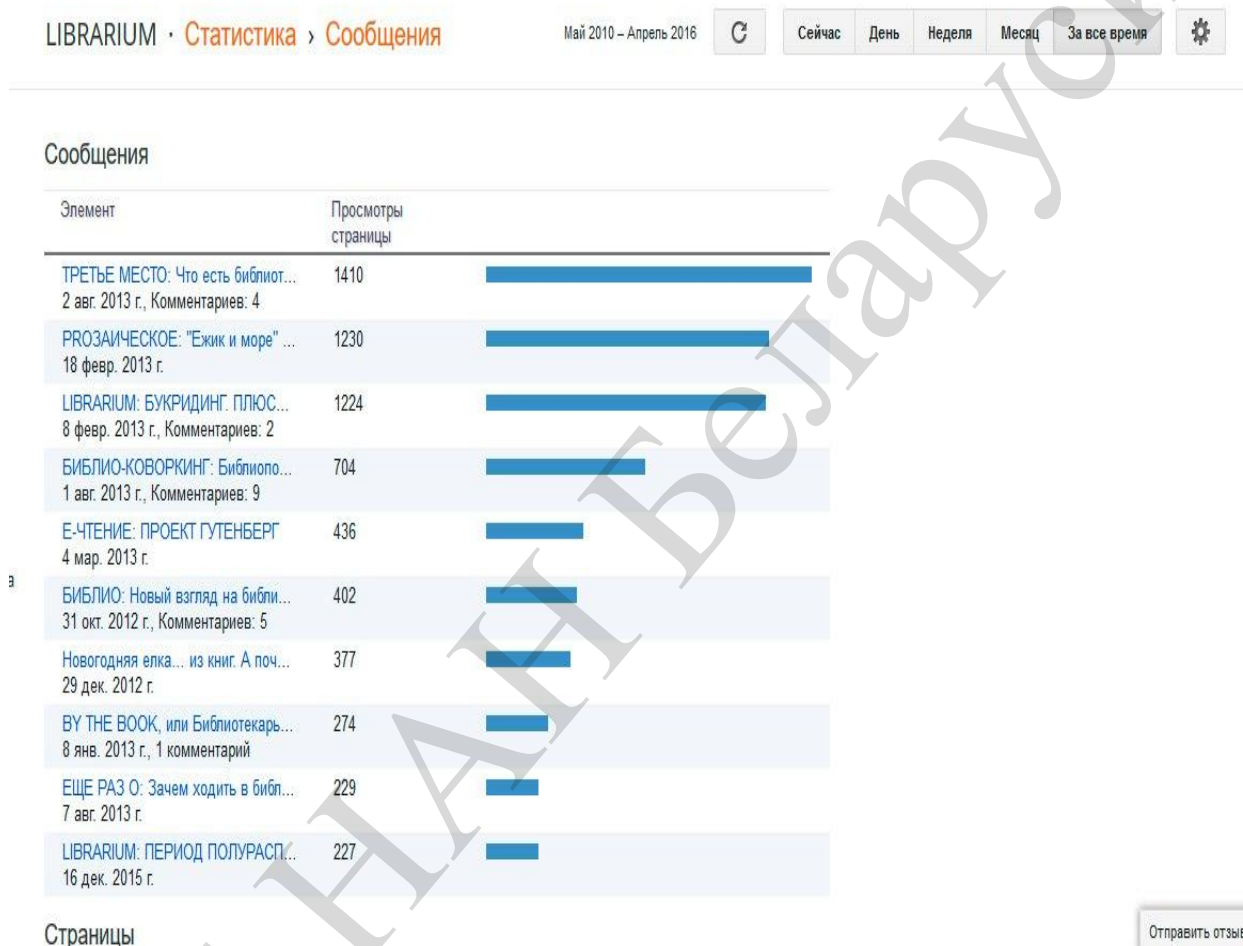 LIBRARIUM · Статистика › Сообщения
Май 2010 – Апрель 2016
Сейчас День Неделя Месяц За все время
Сообщения
Элемент
Просмотры
страницы
ТРЕТЬЕ МЕСТО: Что есть библиот... 1410
2 авг. 2013 г., Комментариев: 4
PROЗАИЧЕСКОЕ: "Ежик и море" ... 1230
18 февр. 2013 г.
LIBRARIUM: БУКРИДИНГ. ПЛЮС... 1224
8 февр. 2013 г., Комментариев: 2
БИБЛИО-КОВОРКИНГ: Библиопо... 704
1 авг. 2013 г., Комментариев: 9
Е-ЧТЕНИЕ: ПРОЕКТ ГУТЕНБЕРГ 436
4 мар. 2013 г.
а
БИБЛИО: Новый взгляд на библи... 402
31 окт. 2012 г., Комментариев: 5
Новогодняя елка... из книг. А поч... 377
29 дек. 2012 г.
BY THE BOOK, или Библиотекарь... 274
8 янв. 2013 г., 1 комментарий
ЕЩЕ РАЗ О: Зачем ходить в библ... 229
7 авг. 2013 г.
LIBRARIUM: ПЕРИОД ПОЛУРАСП... 227
16 дек. 2015 г.
Страницы
Отправить отзыв
НАН Беларуси